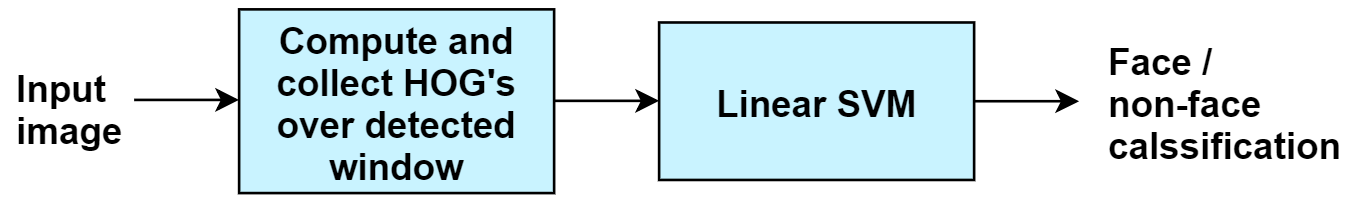 Input
image
Compute and
collect HOG's
over detected
window
Linear SVM
Face /
non-face
calssification